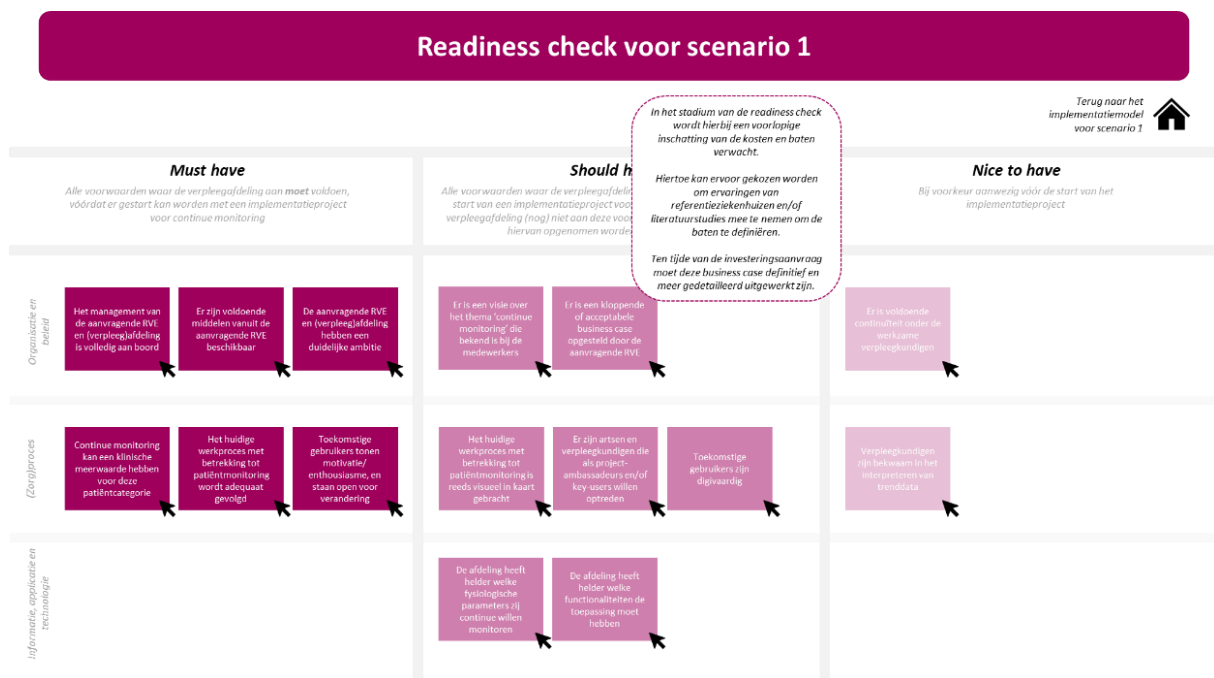 Readiness check voor scenario 1
Terug naar het
implementatiemodel
voor scenario 1
In het stadium van de readiness check
wordt hierbij een voorlopige
inschatting van de kosten en baten
verwacht.
Hiertoe kan ervoor gekozen worden
om ervaringen van
referentieziekenhuizen en/of
literatuurstudies mee te nemen om de
baten te definiëren.
Ten tijde van de investeringsaanvraag
moet deze business case definitief en
meer gedetailleerd uitgewerkt zijn.
Must have
Alle voorwaarden waar de verpleegafdeling aan moet voldoen,
vóórdat er gestart kan worden met een implementatieproject
voor continue monitoring
Should h
Alle voorwaarden waar de verpleegafdelin
start van een implementatieproject voo
verpleegafdeling (nog) niet aan deze voo
hiervan opgenomen worde
Nice to have
Bij voorkeur aanwezig vóór de start van het
implementatieproject
Organisatie en
beleid
Het management van
de aanvragende RVE
en (verpleeg)afdeling
is volledig aan boord
Er zijn voldoende
middelen vanuit de
aanvragende RVE
beschikbaar
De aanvragende RVE
en (verpleeg)afdeling
hebben een
duidelijke ambitie
Er is een visie over
het thema 'continue
monitoring' die
bekend is bij de
medewerkers
Er is een kloppende
of acceptabele
business case
opgesteld door de
aanvragende RVE
Er is voldoende
continuïteit onder de
werkzame
verpleegkundigen
(Zorg)proces
Continue monitoring
kan een klinische
meerwaarde hebben
voor deze
patiëntcategorie
Het huidige
werkproces met
betrekking tot
patiëntmonitoring
wordt adequaat
gevolgd
Toekomstige
gebruikers tonen
motivatie/
enthousiasme, en
staan open voor
verandering
Het huidige
werkproces met
betrekking tot
patiëntmonitoring is
reeds visueel in kaart
gebracht
Er zijn artsen en
verpleegkundigen die
als project-
ambassadeurs en/of
key-users willen
optreden
Toekomstige
gebruikers zijn
digivaardig
Verpleegkundigen
zijn bekwaam in het
interpreteren van
trenddata
Informatie, applicatie en
technologie
De afdeling heeft
helder welke
fysiologische
parameters zij
continue willen
monitoren
De afdeling heeft
helder welke
functionaliteiten de
toepassing moet
hebben